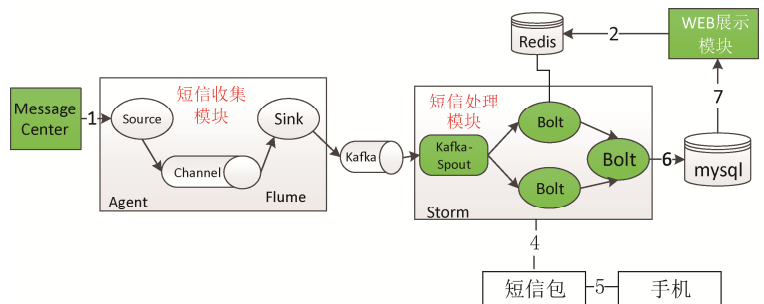 Message
Center
1
短信收集
模块
Source
Channel
Sink
Agent
Flume
Kafka
短信处理
模块
Kafka-
Spout
Bolt
Bolt
Bolt
Storm
Redis
2
WEB展示
模块
7
6
mysql
4
短信包
5
手机